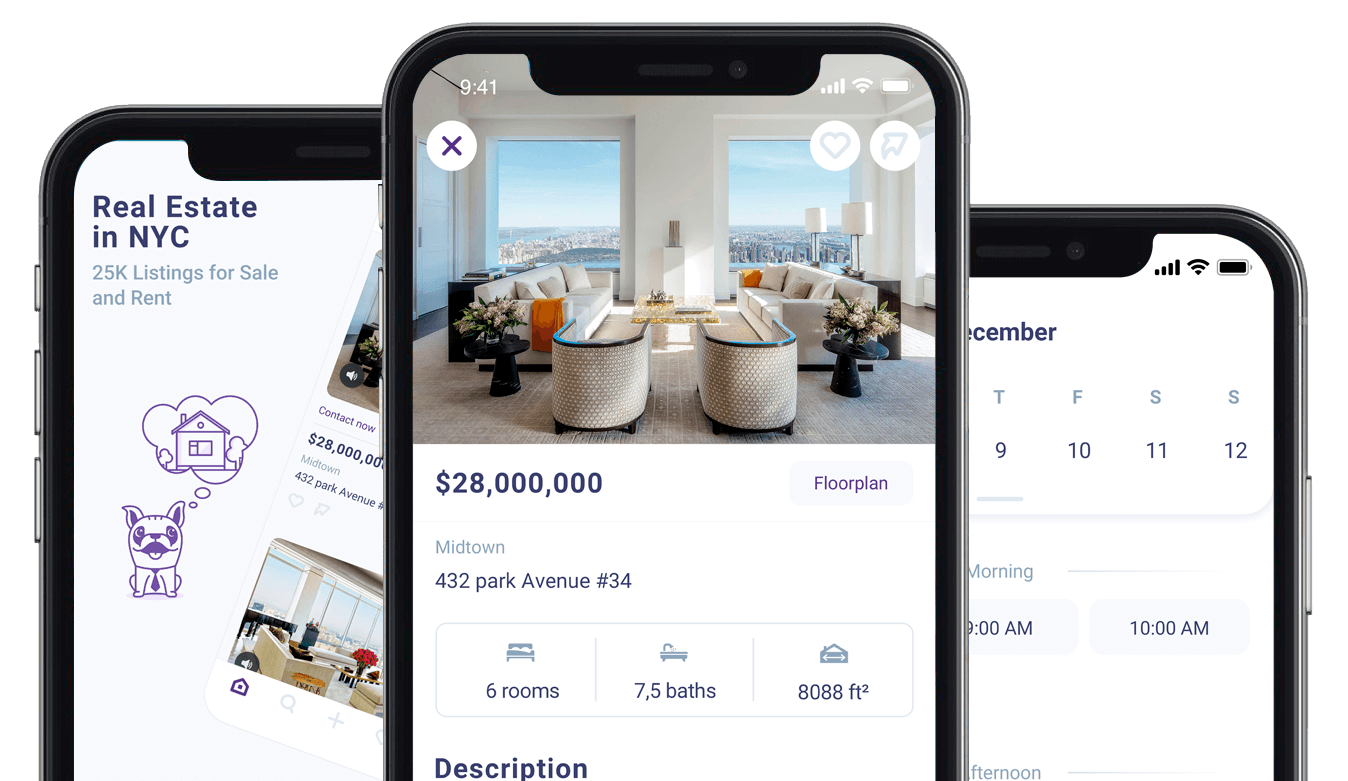 Real Estate
in NYC
25K Listings for Sale
and Rent
Contact now
$28,000,00
Midtown
432 park Avenue #
9:41
$28,000,000
Floorplan
Midtown
432 park Avenue #34
6 rooms
7,5 baths
8088 ft²
Description
ecember
T F S S
9 10 11 12
Morning
9:00 AM
10:00 AM
fternoon